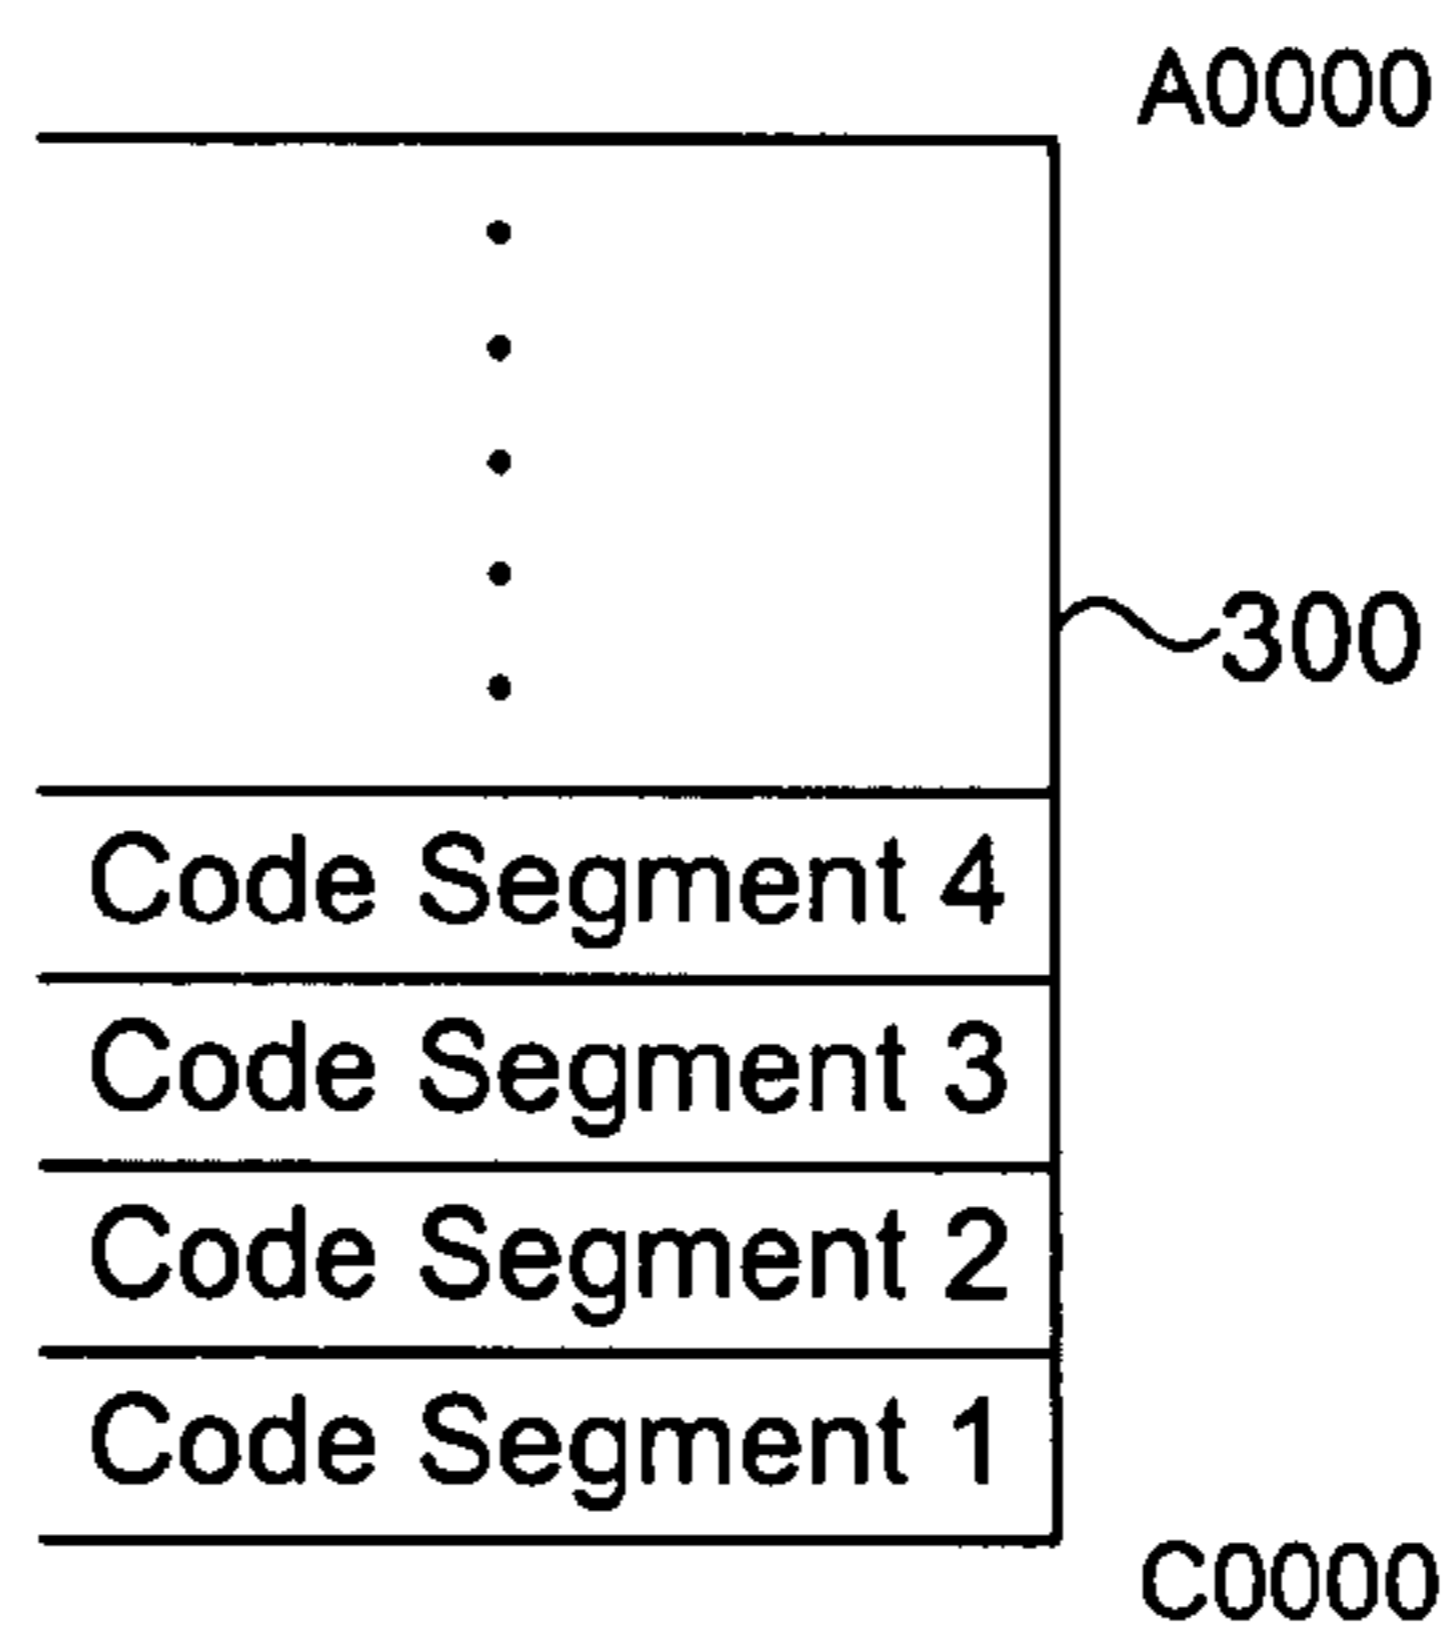 A0000
300
Code Segment 4
Code Segment 3
Code Segment 2
Code Segment 1
C0000